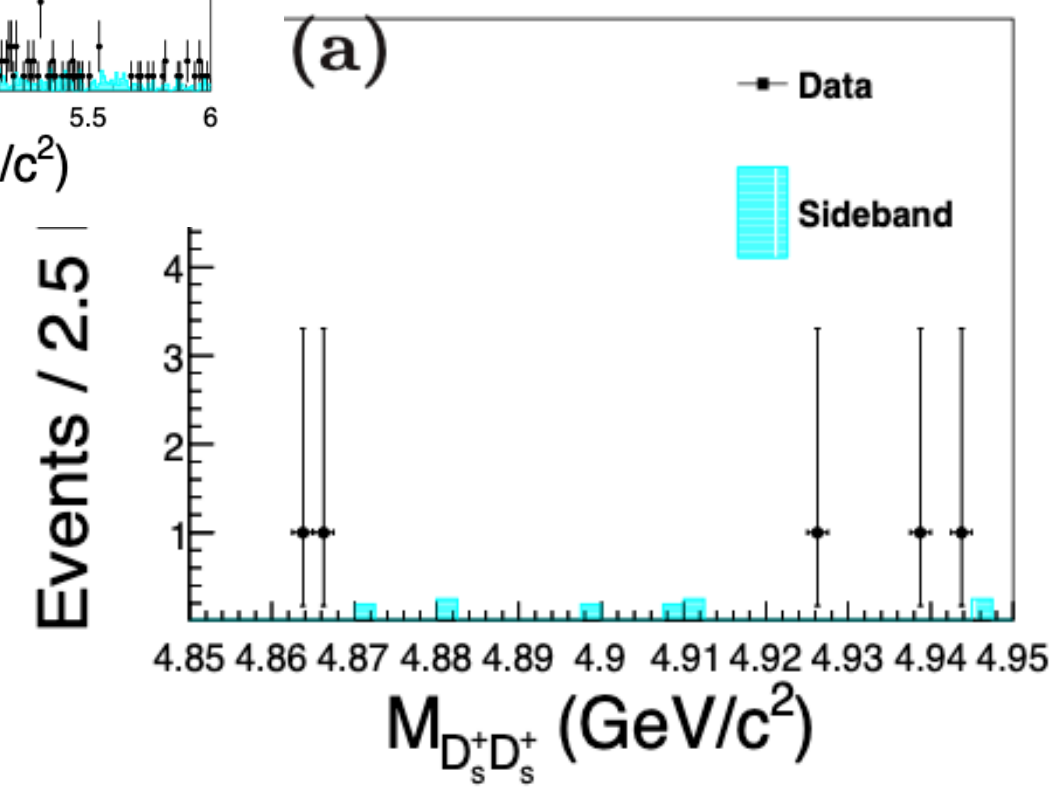 5.5 6
/c²)
(a)
Data
Sideband
Events / 2.5
4
3
2
1
4.85 4.86 4.87 4.88 4.89 4.9 4.91 4.92 4.93 4.94 4.95
M_{D_s^+D_s^+} (GeV/c²)